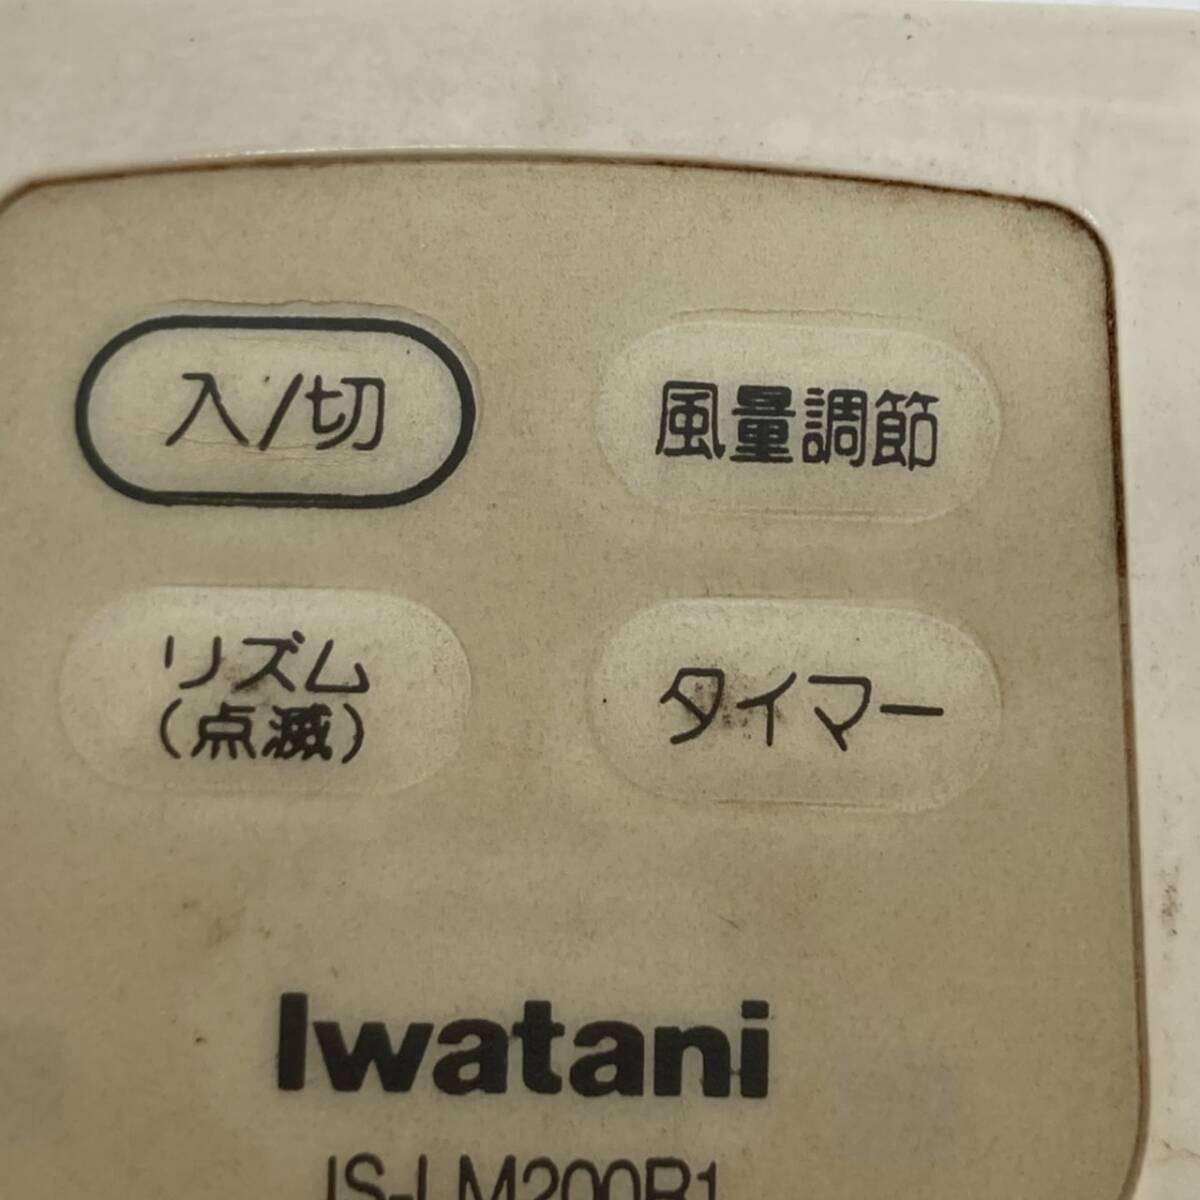 入/切
風量調節
リズム
(点滅)
タイマー
Iwatani